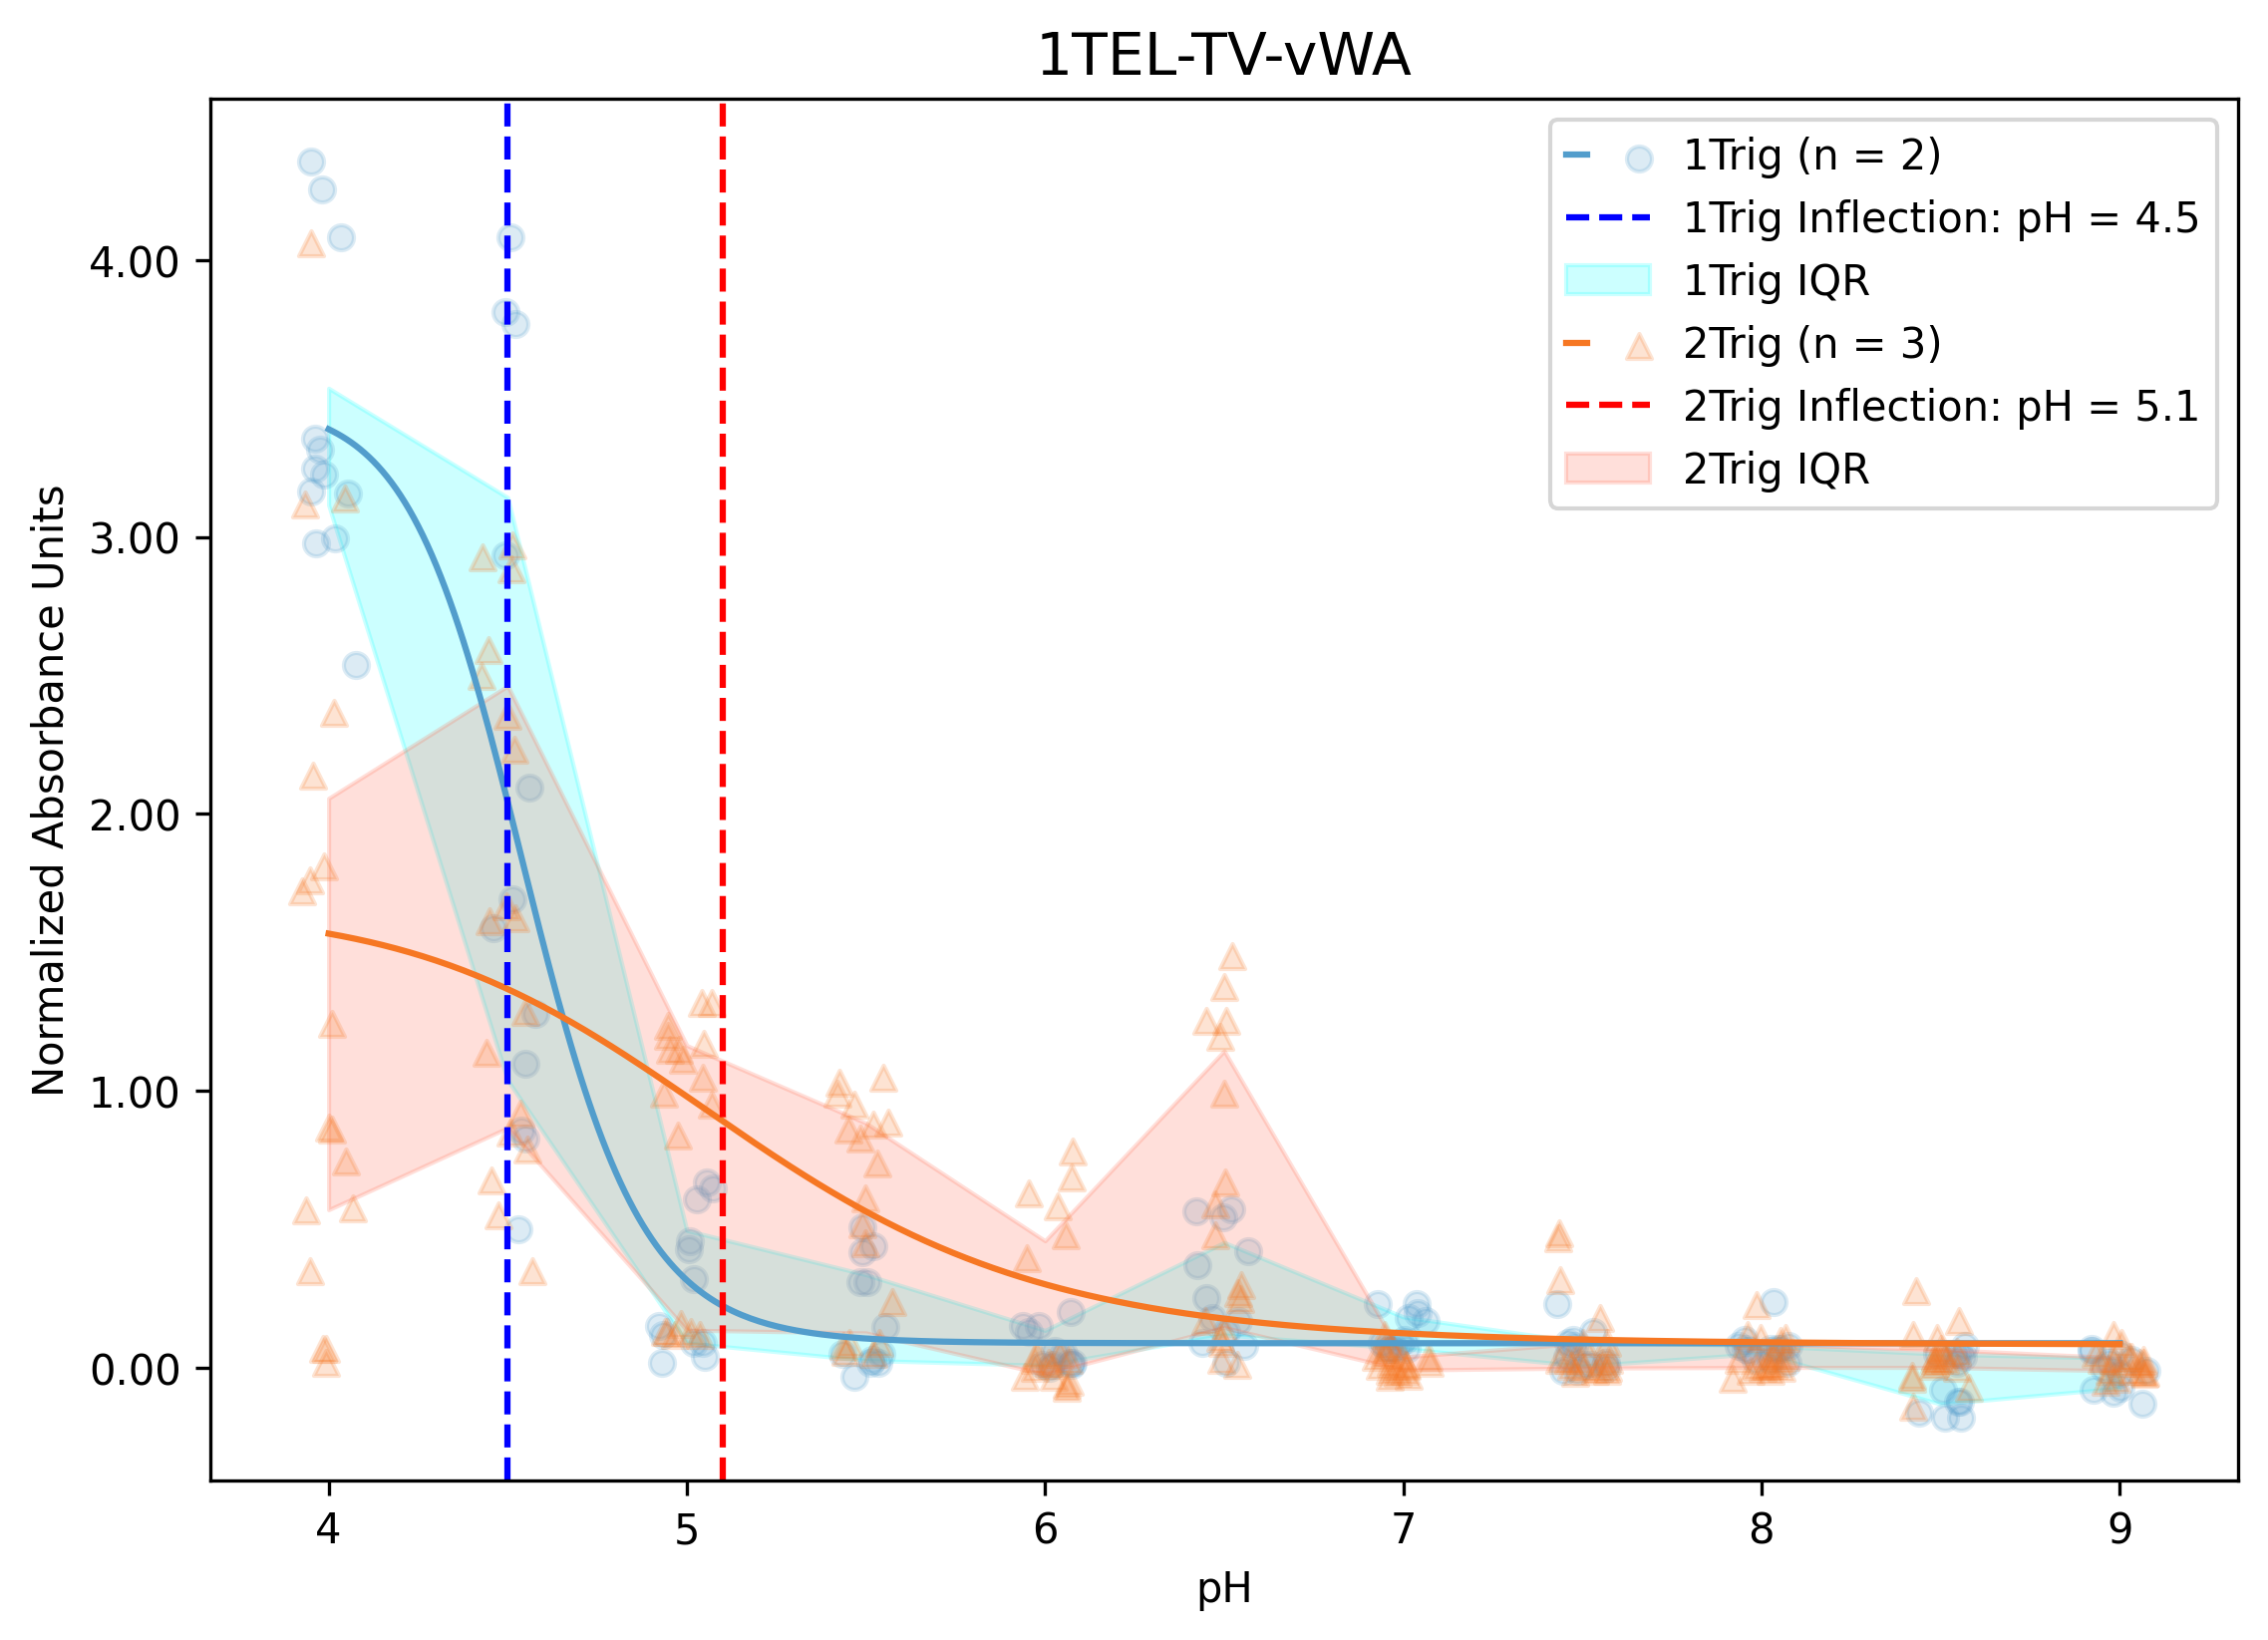 1TEL-TV-vWA
1Trig (n = 2)
1Trig Inflection: pH = 4.5
1Trig IQR
2Trig (n = 3)
2Trig Inflection: pH = 5.1
2Trig IQR
Normalized Absorbance Units
4.00
3.00
2.00
1.00
0.00
4 5 6 7 8 9
pH